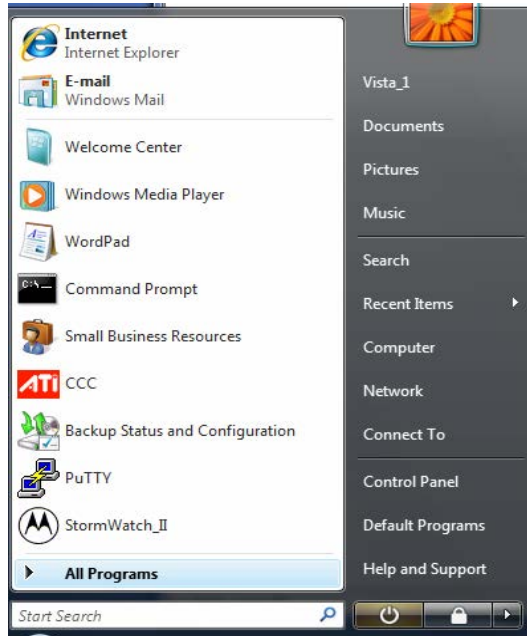 Internet
Internet Explorer
E-mail
Windows Mail
Welcome Center
Windows Media Player
WordPad
C:\_
Command Prompt
Small Business Resources
ATi
CCC
Backup Status and Configuration
PuTTY
StormWatch_II
All Programs
Start Search
Vista_1
Documents
Pictures
Music
Search
Recent Items
Computer
Network
Connect To
Control Panel
Default Programs
Help and Support